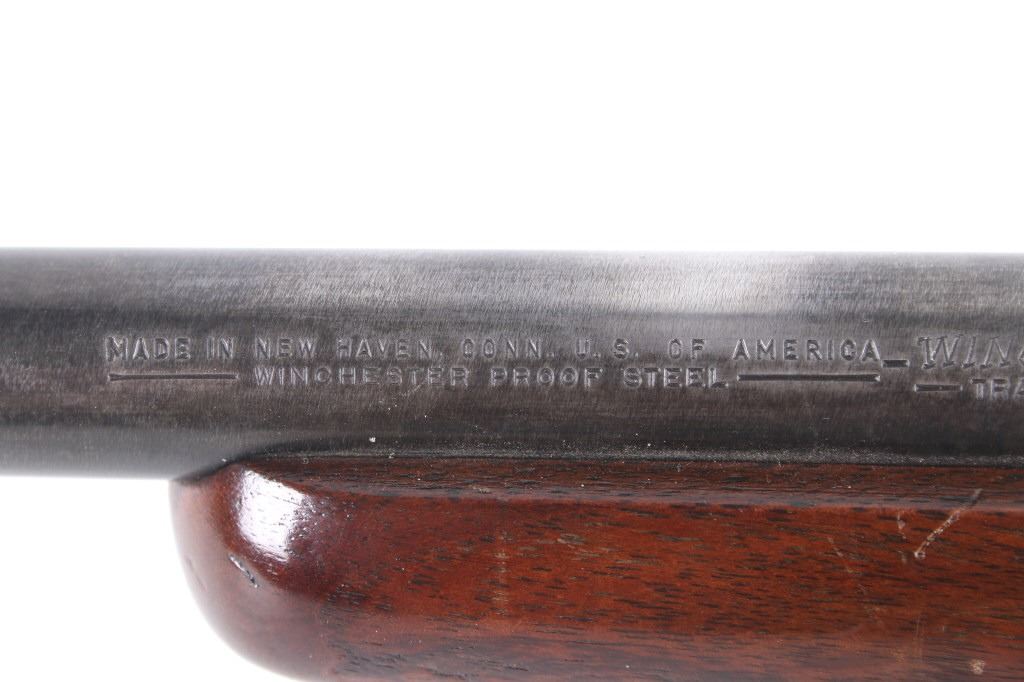 MADE IN NEW HAVEN, CONN. U.S. OF AMERICA
WINCHESTER PROOF STEEL